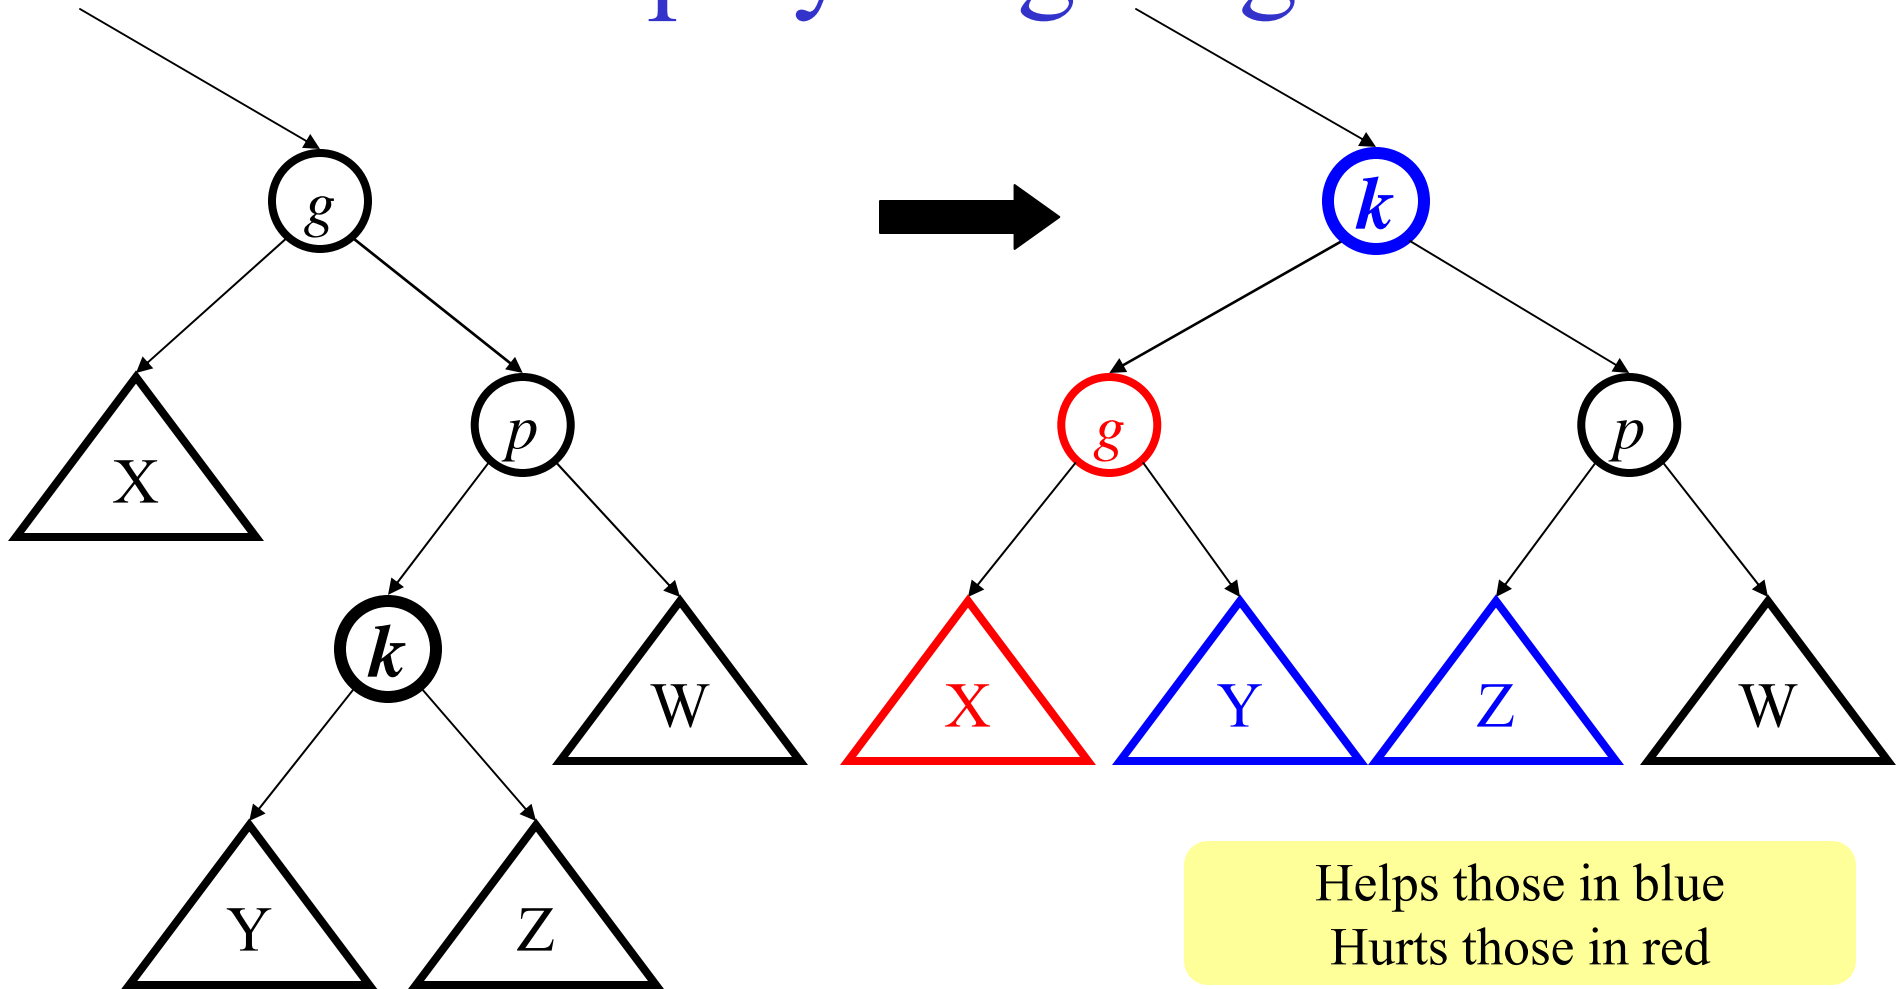 g
k
X
p
g
p
k
W
X
Y
Z
W
Y
Z
Helps those in blue
Hurts those in red